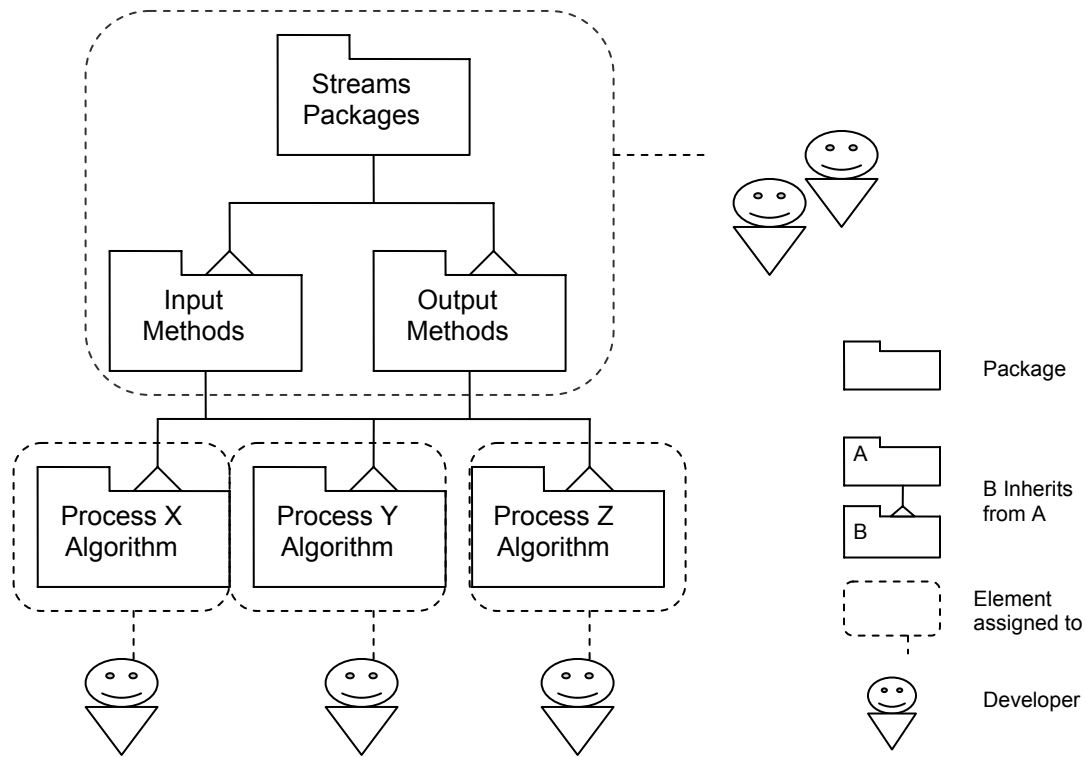 Streams
Packages
Input
Methods
Output
Methods
Process X
Algorithm
Process Y
Algorithm
Process Z
Algorithm
Package
A
B
B Inherits
from A
Element
assigned to
Developer